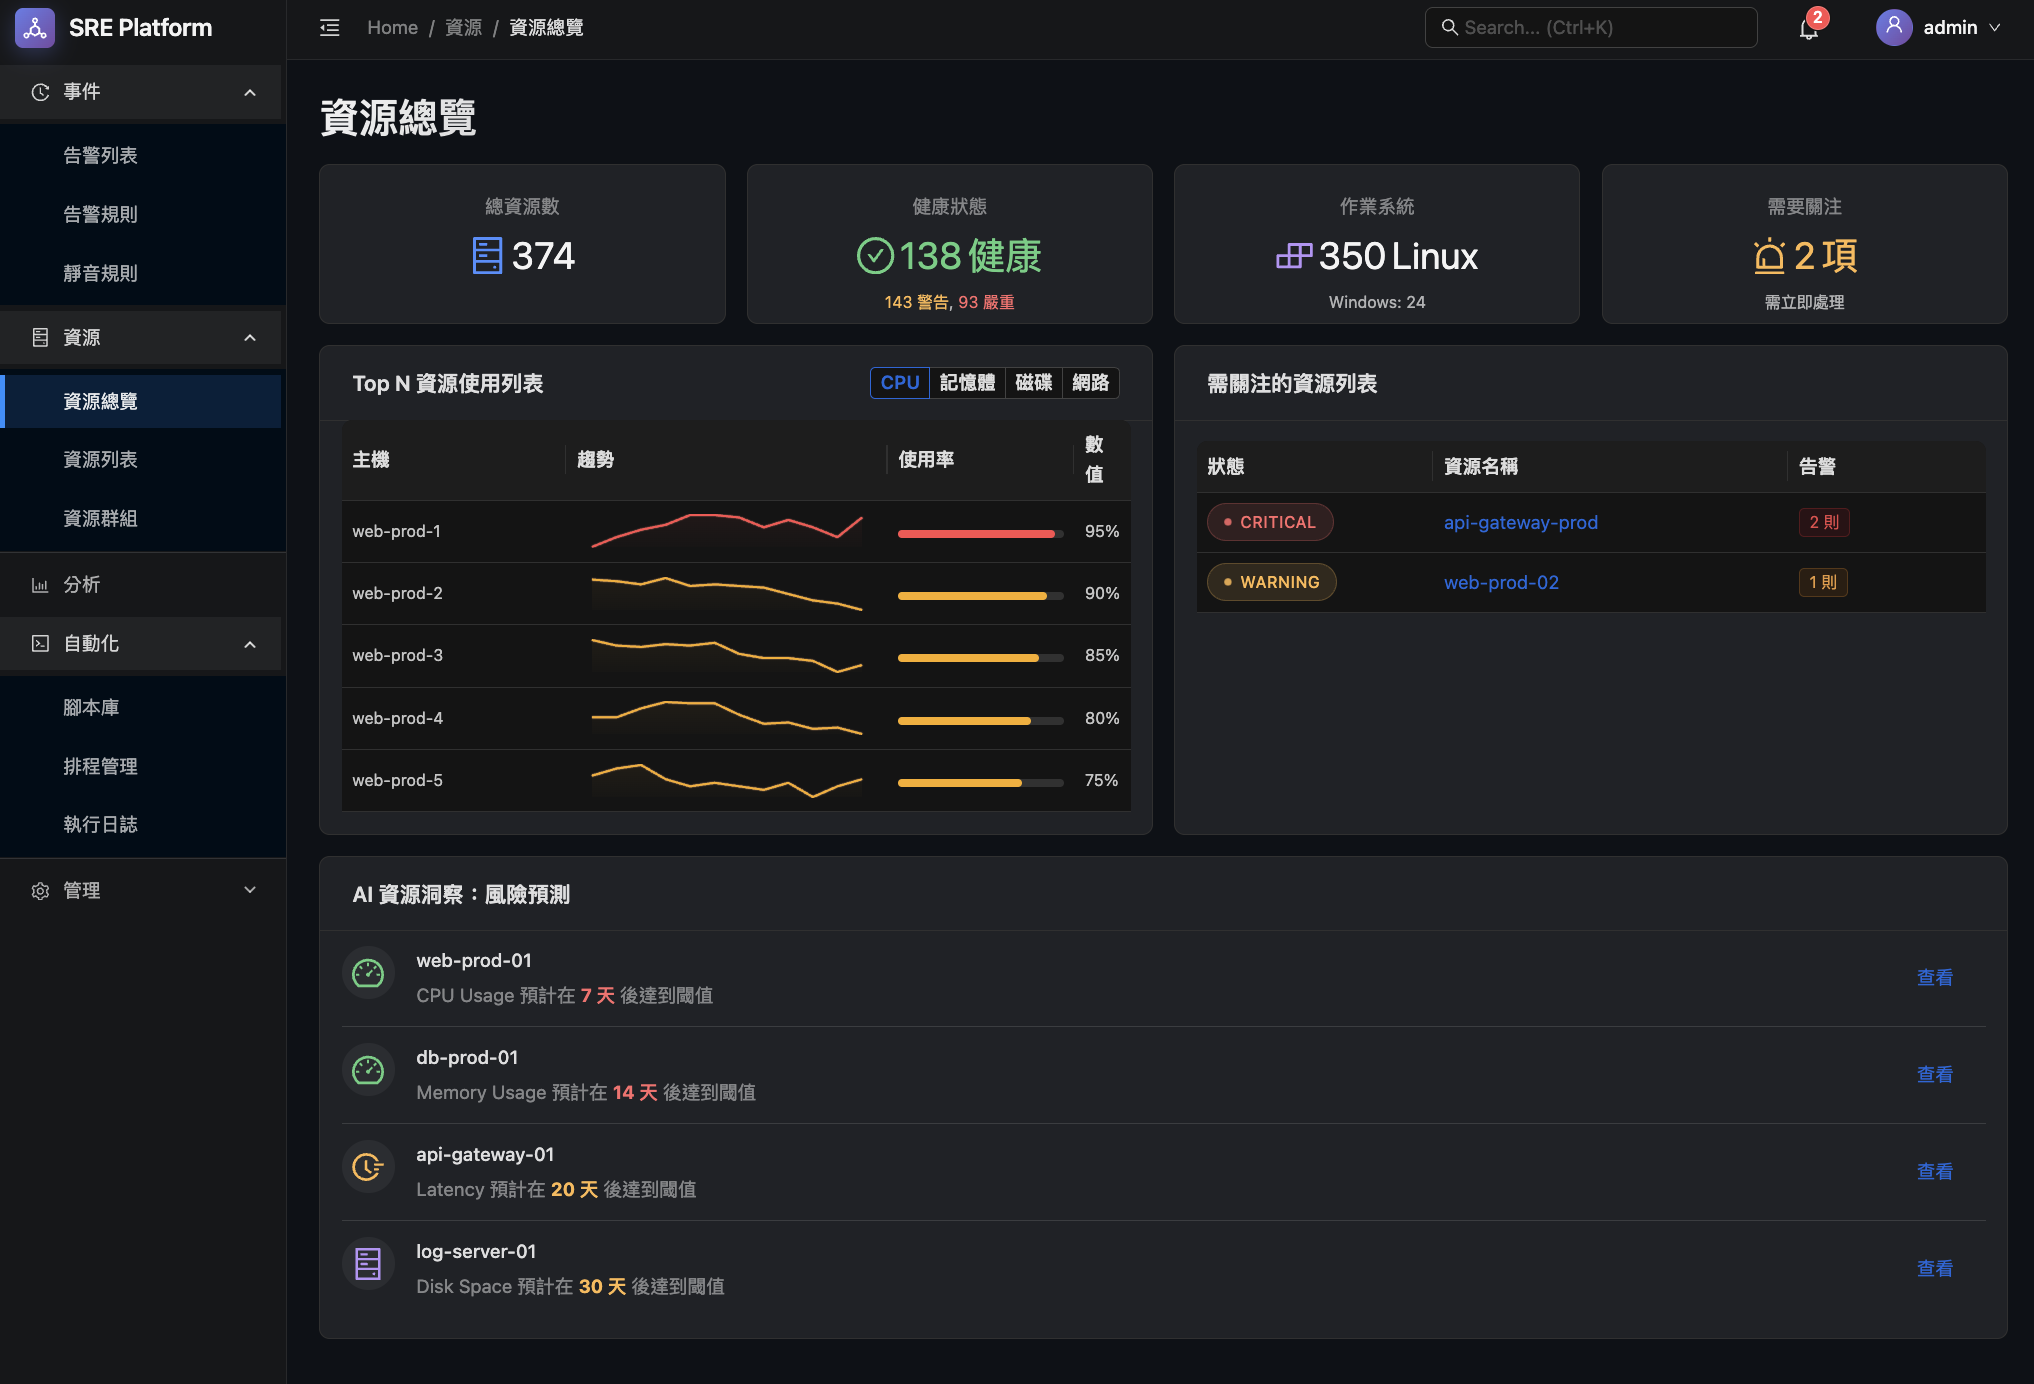 SRE Platform
Home / 資源 / 資源總覽
Search... (Ctrl+K)
2
admin
事件
告警列表
告警規則
靜音規則
資源
資源總覽
資源列表
資源群組
分析
自動化
腳本庫
排程管理
執行日誌
管理
資源總覽
總資源數
374
健康狀態
138 健康
143 警告, 93 嚴重
作業系統
350 Linux
Windows: 24
需要關注
2 項
需立即處理
Top N 資源使用列表
CPU 記憶體 磁碟 網路
主機 趨勢 使用率 數值
web-prod-1 95%
web-prod-2 90%
web-prod-3 85%
web-prod-4 80%
web-prod-5 75%
需關注的資源列表
狀態 資源名稱 告警
CRITICAL api-gateway-prod 2 則
WARNING web-prod-02 1 則
AI 資源洞察：風險預測
web-prod-01
CPU Usage 預計在 7 天 後達到閾值
查看
db-prod-01
Memory Usage 預計在 14 天 後達到閾值
查看
api-gateway-01
Latency 預計在 20 天 後達到閾值
查看
log-server-01
Disk Space 預計在 30 天 後達到閾值
查看